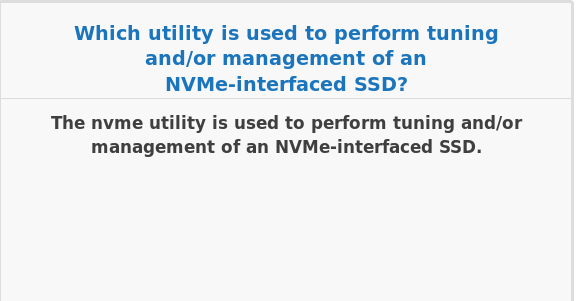 Which utility is used to perform tuning
and/or management of an
NVMe-interfaced SSD?
The nvme utility is used to perform tuning and/or
management of an NVMe-interfaced SSD.